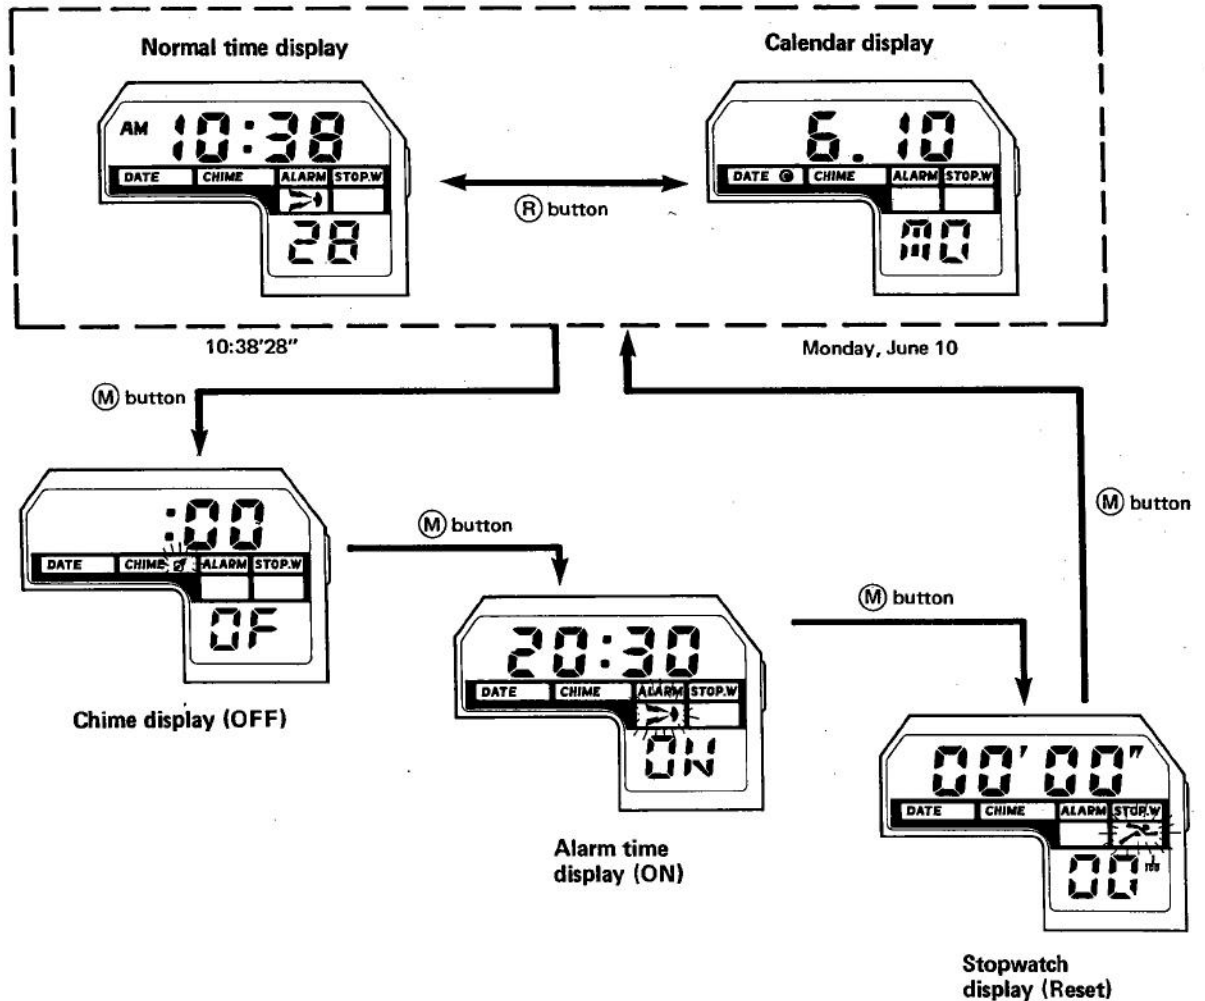 Normal time display
Calendar display
AM 10:38
DATE CHIME ALARM STOP.W
28
Ⓡ button
6. 10
DATE CHIME ALARM STOP.W
MO
10:38'28"
Monday, June 10
Ⓜ button
:00
DATE CHIME ALARM STOP.W
OF
Chime display (OFF)
Ⓜ button
20:30
DATE CHIME ALARM STOP.W
ON
Alarm time
display (ON)
Ⓜ button
00' 00"
DATE CHIME ALARM STOP.W
00
Stopwatch
display (Reset)
Ⓜ button